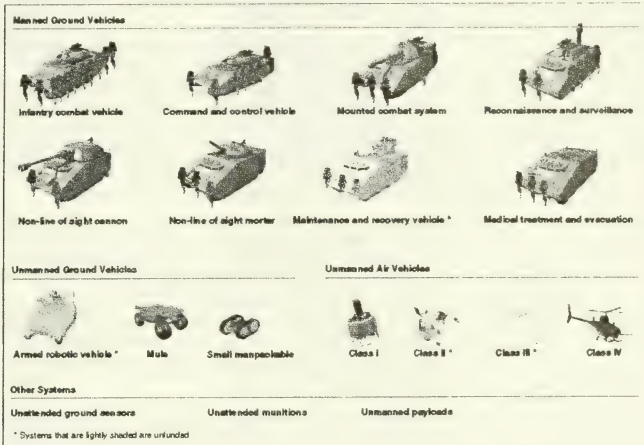 Manned Ground Vehicles
Infantry combat vehicle Command and control vehicle Mounted combat system Reconnaissance and surveillance
Non-line of sight cannon Non-line of sight mortar Maintenance and recovery vehicle *
Medical treatment and evacuation
Unmanned Ground Vehicles
Unmanned Air Vehicles
Armed robotic vehicle * Mule Small manpackable
Class I Class II * Class III * Class IV
Other Systems
Unattended ground sensors Unattended munitions Unmanned payloads
* Systems that are lightly shaded are unfunded